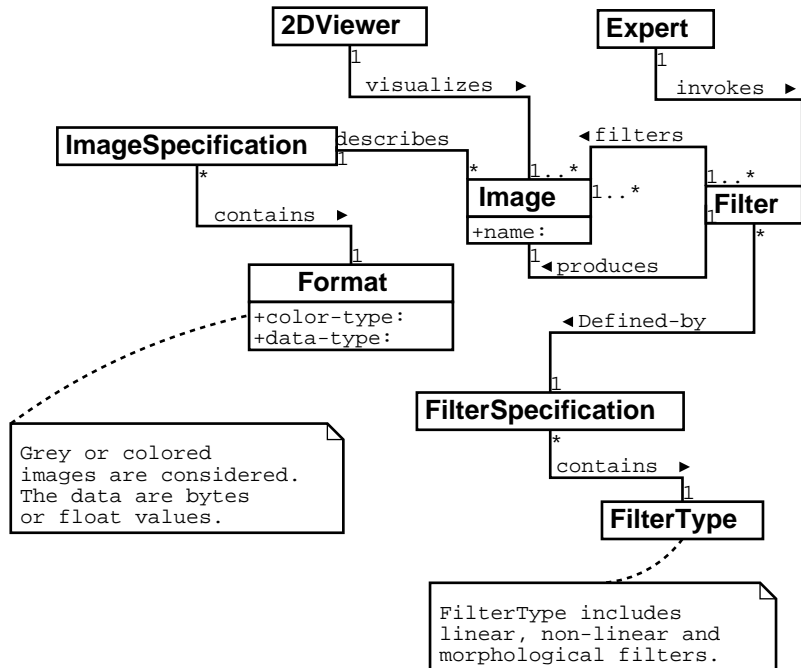 2DViewer
Expert
1
1
visualizes ►
invokes ►
ImageSpecification
describes
◄filters
1
*
1..*
1..*
*
Image
1..*
Filter
contains ►
+name:
1
*
1
1
◄produces
Format
+color-type:
+data-type:
◄Defined-by
1
FilterSpecification
*
Grey or colored
images are considered.
The data are bytes
or float values.
contains ►
1
FilterType
FilterType includes
linear, non-linear and
morphological filters.